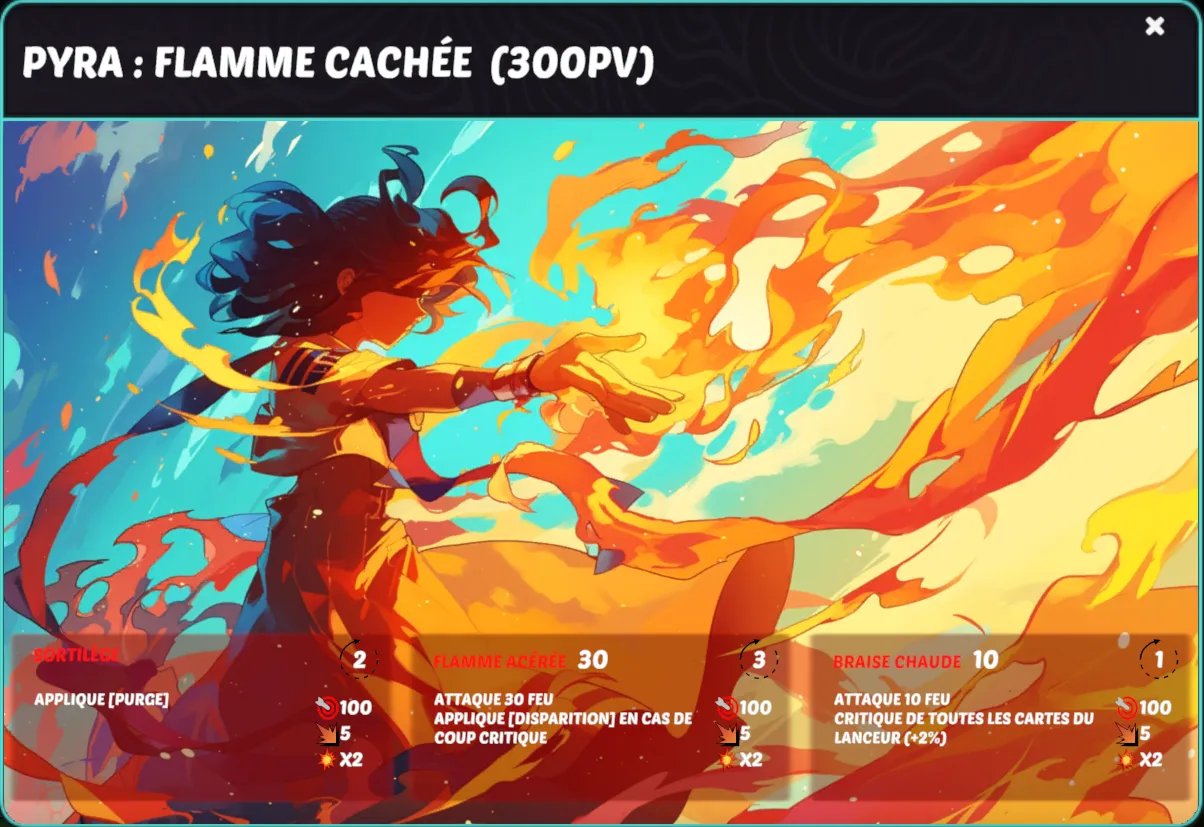 PYRA : FLAMME CACHÉE (300PV)
SORTILÈGE 2
APPLIQUE [PURGE]
100
5
X2
FLAMME ACÉRÉE 30 3
ATTAQUE 30 FEU
APPLIQUE [DISPARITION] EN CAS DE
COUP CRITIQUE
100
5
X2
BRAISE CHAUDE 10 1
ATTAQUE 10 FEU
CRITIQUE DE TOUTES LES CARTES DU
LANCEUR (+2%)
100
5
X2